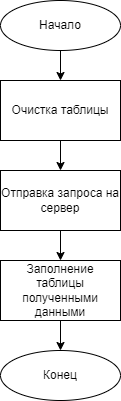 Начало
Очистка таблицы
Отправка запроса на
сервер
Заполнение
таблицы
полученными
данными
Конец